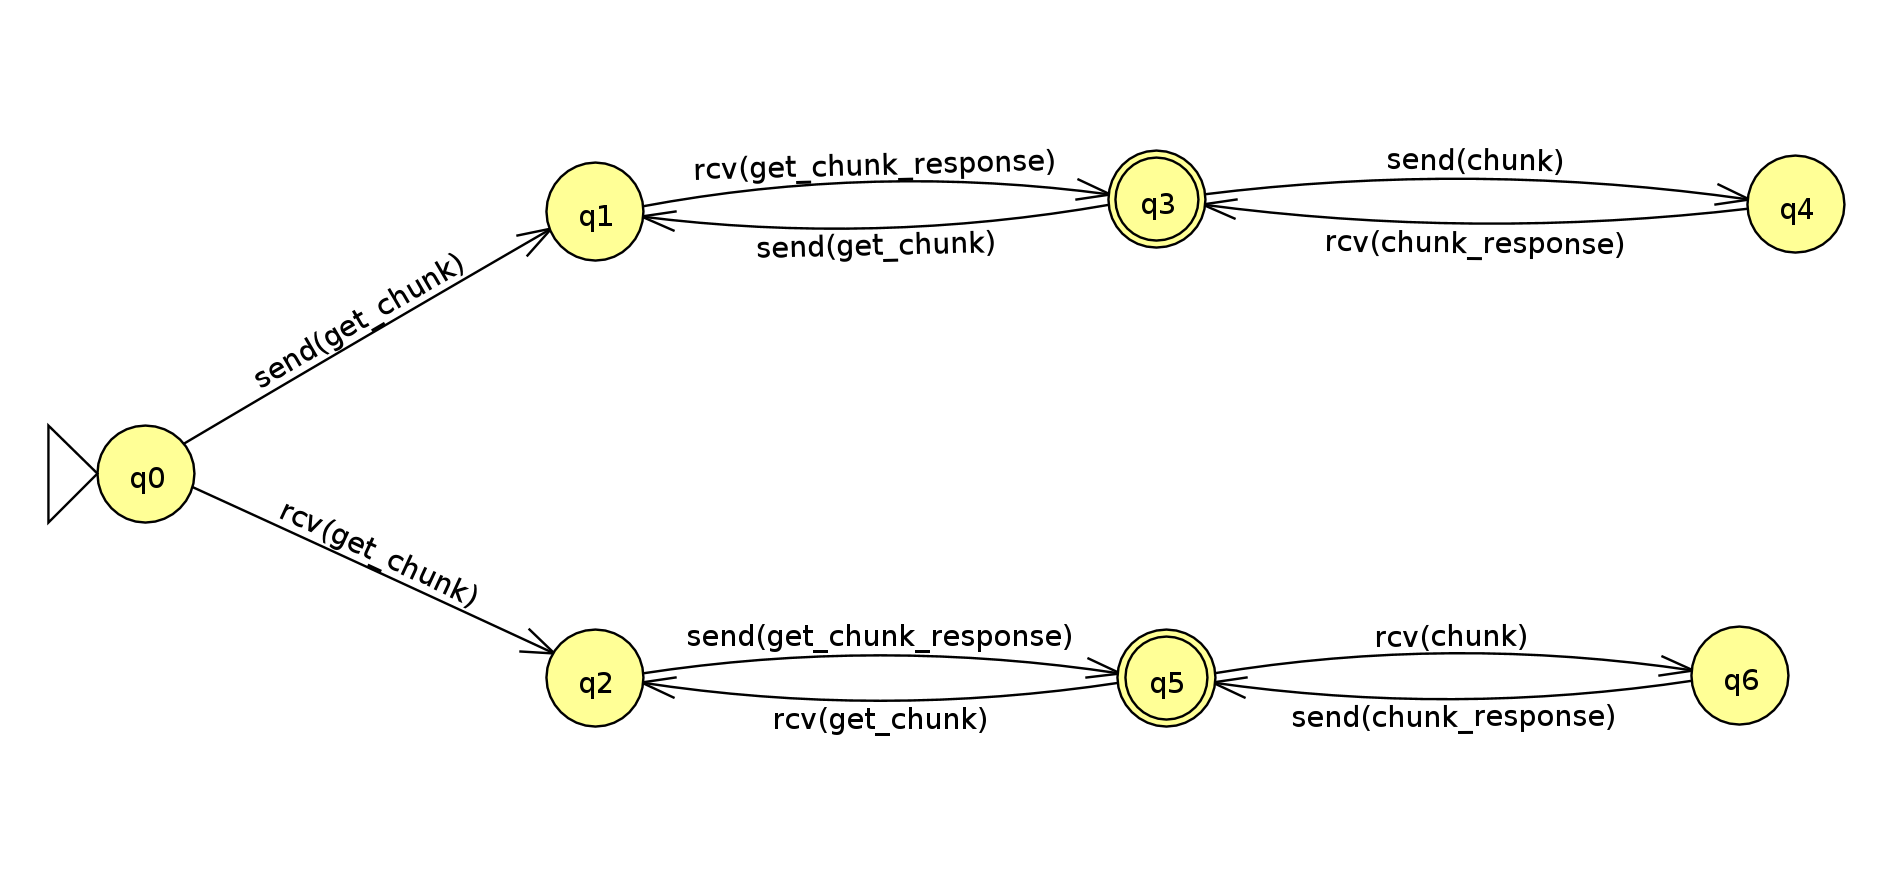 rcv(get_chunk_response)
send(chunk)
q1
q3
q4
send(get_chunk)
rcv(chunk_response)
send(get_chunk)
q0
rcv(get_chunk)
send(get_chunk_response)
rcv(chunk)
q2
q5
q6
rcv(get_chunk)
send(chunk_response)